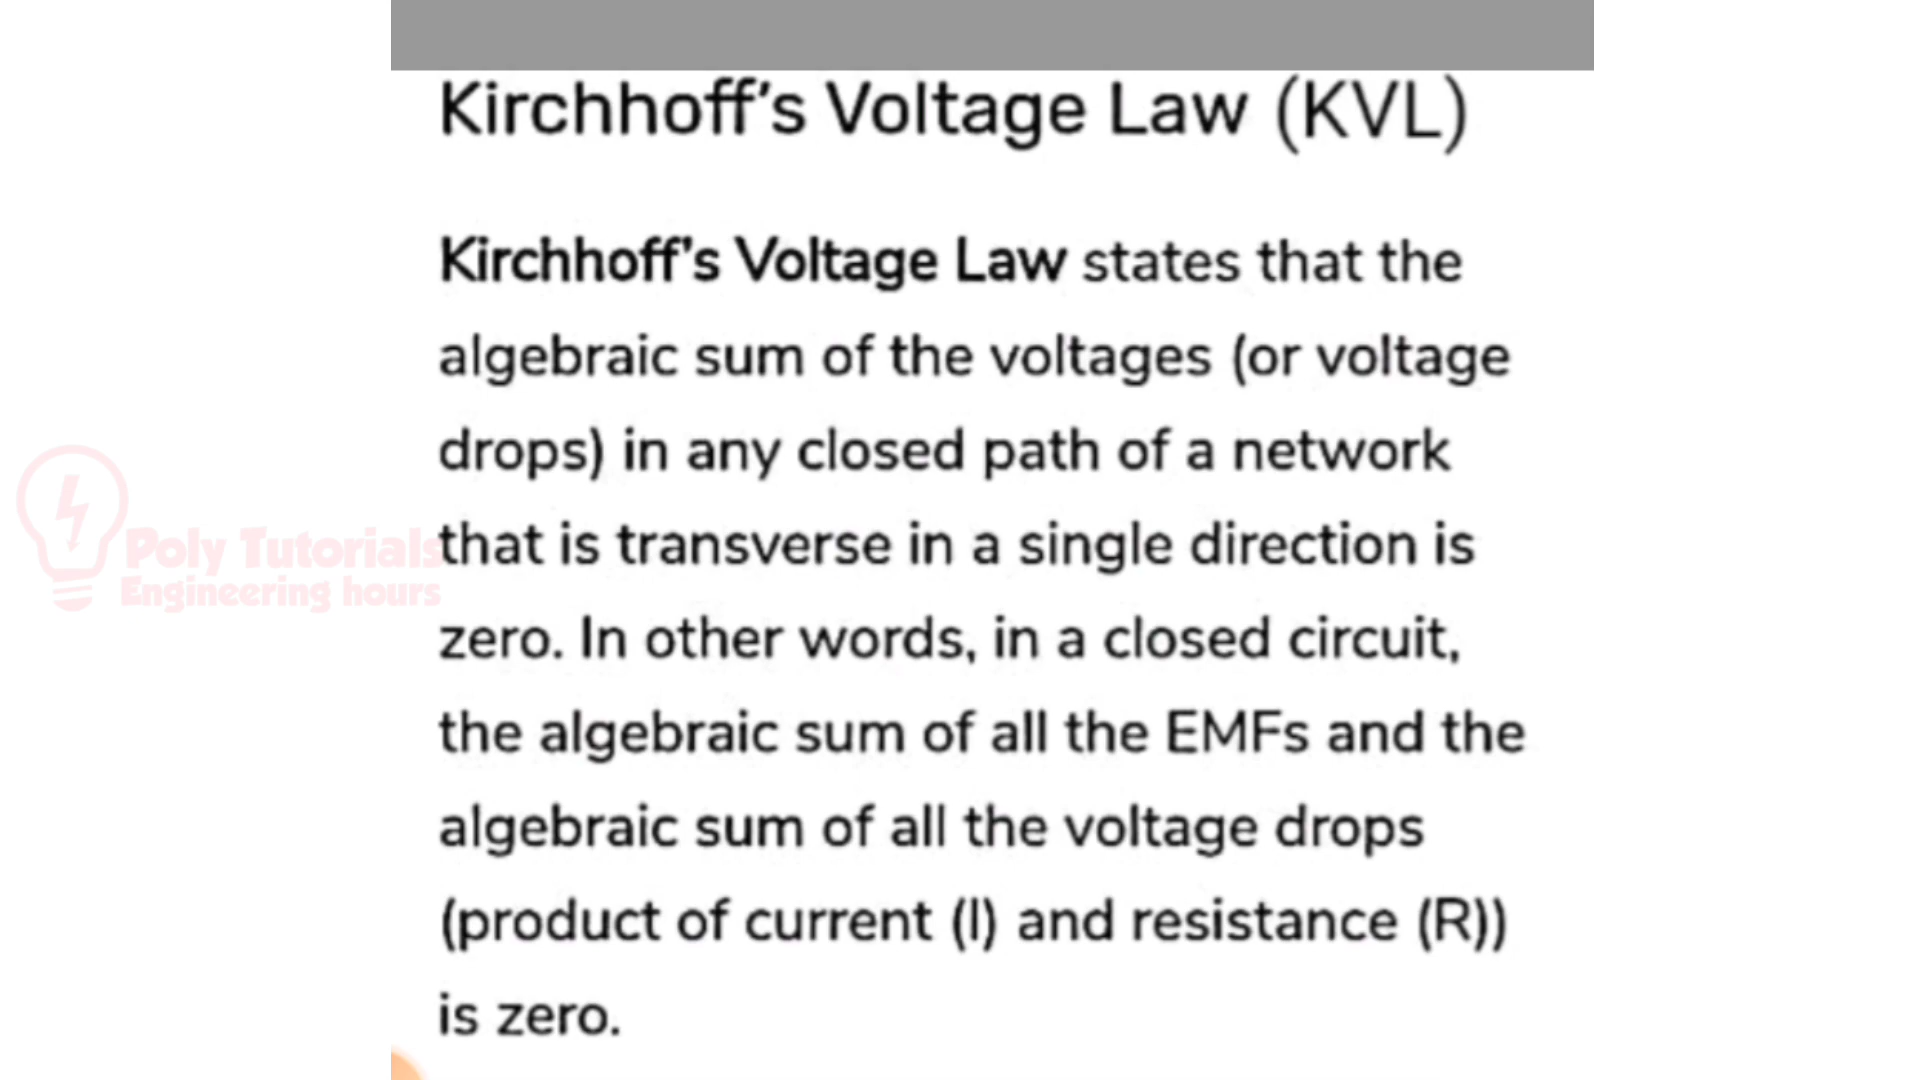 Kirchhoff's Voltage Law (KVL)
Kirchhoff's Voltage Law states that the
algebraic sum of the voltages (or voltage
drops) in any closed path of a network
that is transverse in a single direction is
zero. In other words, in a closed circuit,
the algebraic sum of all the EMFs and the
algebraic sum of all the voltage drops
(product of current (I) and resistance (R))
is zero.
Poly Tutorials
Engineering hours